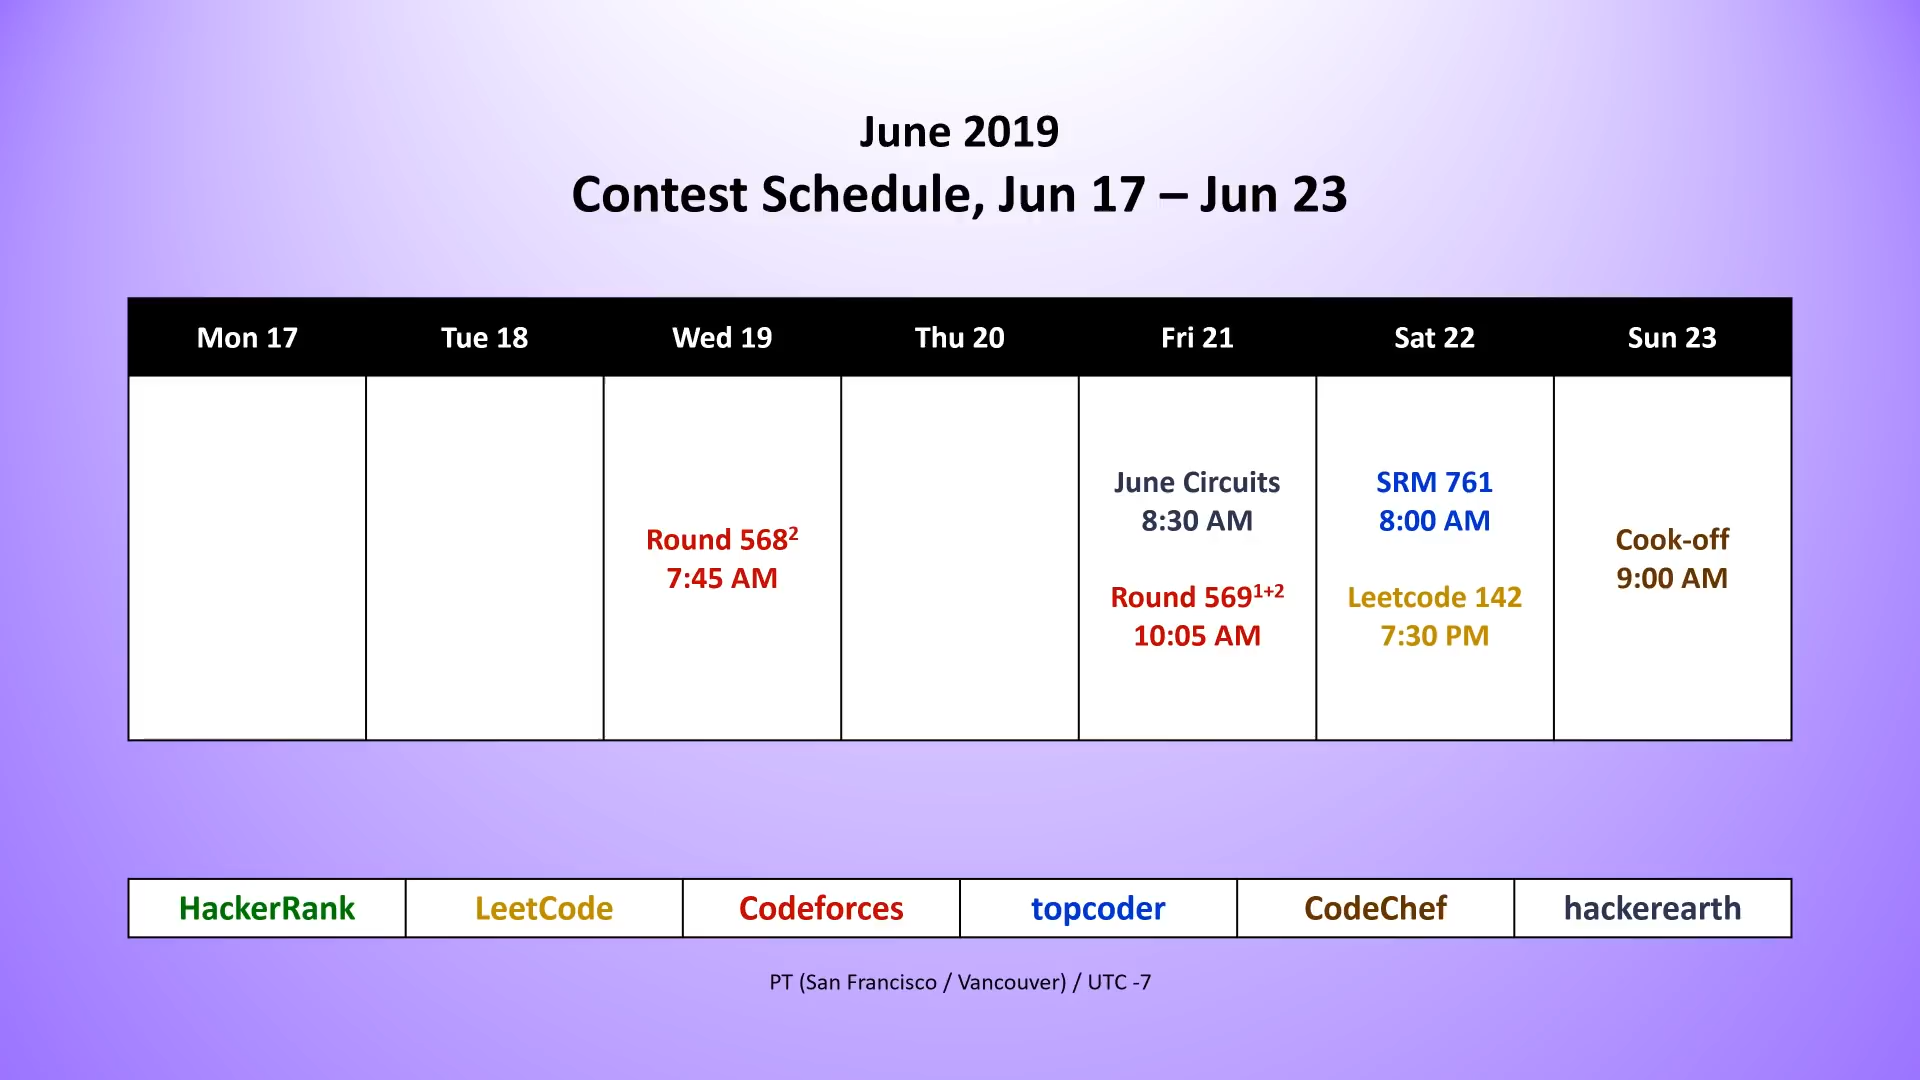 June 2019
Contest Schedule, Jun 17 – Jun 23
Mon 17 Tue 18 Wed 19 Thu 20 Fri 21 Sat 22 Sun 23
Round 568²
7:45 AM
June Circuits
8:30 AM
Round 569¹⁺²
10:05 AM
SRM 761
8:00 AM
Leetcode 142
7:30 PM
Cook-off
9:00 AM
HackerRank LeetCode Codeforces topcoder CodeChef hackerearth
PT (San Francisco / Vancouver) / UTC -7